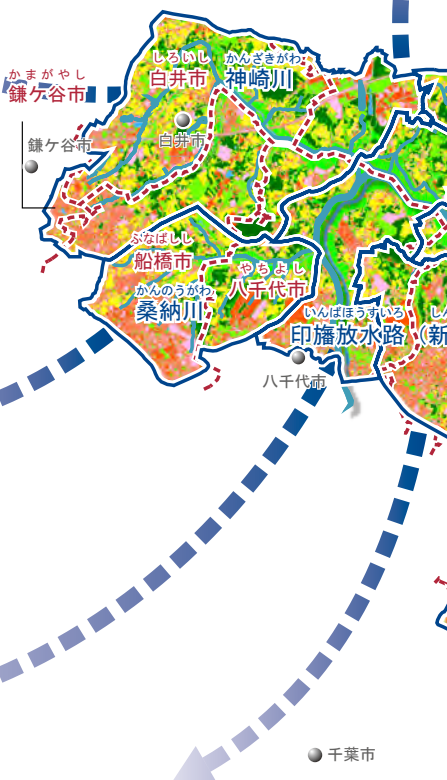 しろいし
白井市
かんざきがわ
神崎川
かまがやし
鎌ケ谷市
白井市
鎌ケ谷市
ふなばしし
船橋市
やちよし
八千代市
かんのうがわ
桑納川
いんばほうすいろ
印旛放水路（新
しん
八千代市
千葉市